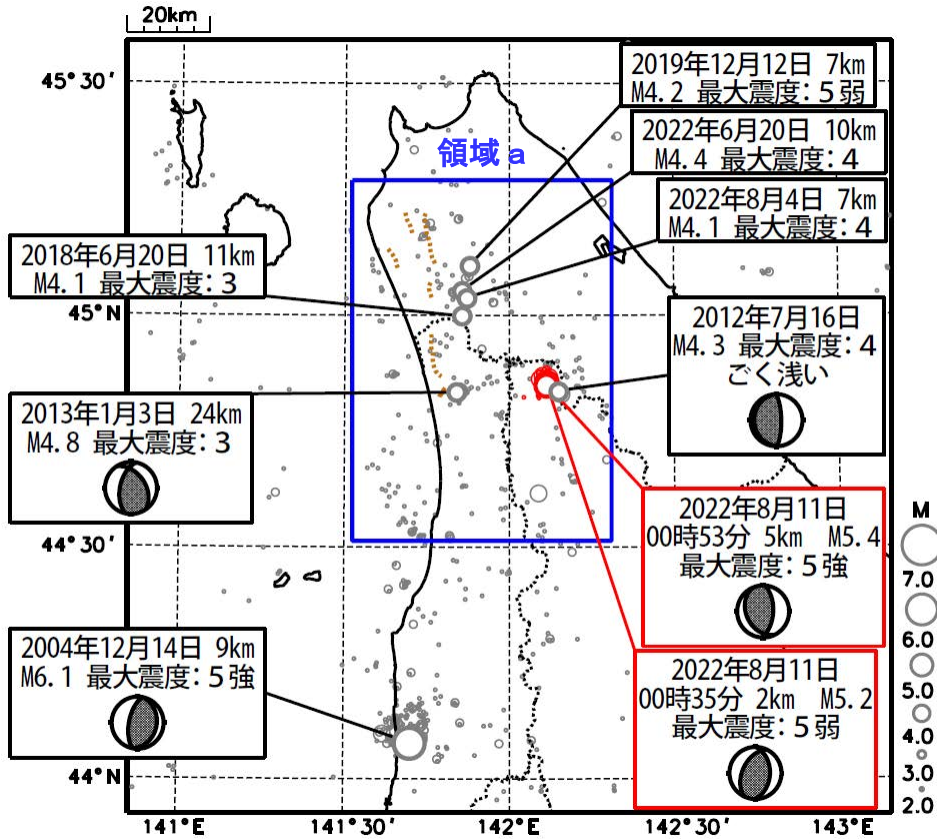 20km
45°30′
2019年12月12日 7km
M4.2 最大震度：5弱
2022年6月20日 10km
M4.4 最大震度：4
領域a
2022年8月4日 7km
M4.1 最大震度：4
2018年6月20日 11km
M4.1 最大震度：3
45°N
2012年7月16日
M4.3 最大震度：4
ごく浅い
2013年1月3日 24km
M4.8 最大震度：3
2022年8月11日
00時53分 5km M5.4
最大震度：5強
44°30′
M
7.0
6.0
5.0
4.0
3.0
2.0
2004年12月14日 9km
M6.1 最大震度：5強
2022年8月11日
00時35分 2km M5.2
最大震度：5弱
44°N
141°E
141°30′
142°E
142°30′
143°E